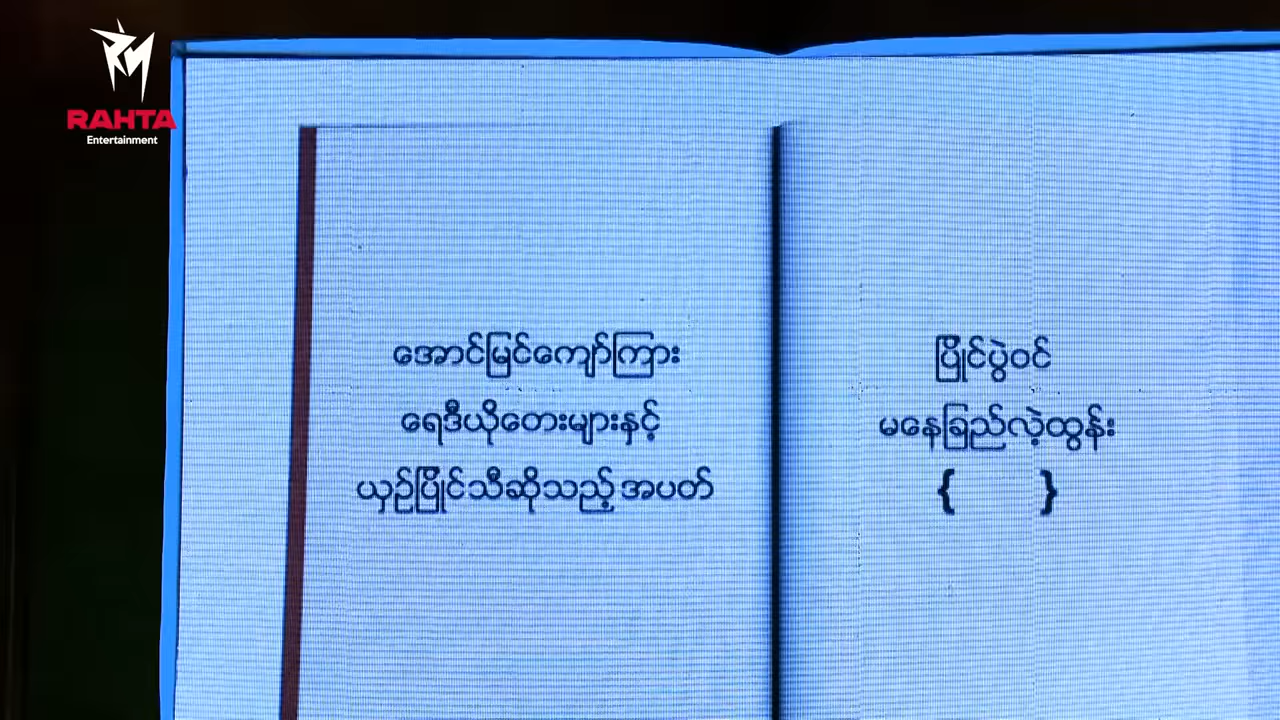 RAHTA
Entertainment
အောင်မြင်ကျော်ကြား
ရေဒီယိုတေးများနှင့်
ယှဉ်ပြိုင်သီဆိုသည့်အပတ်
ပြိုင်ပွဲဝင်
မနေခြည်လဲ့ထွန်း
{ }